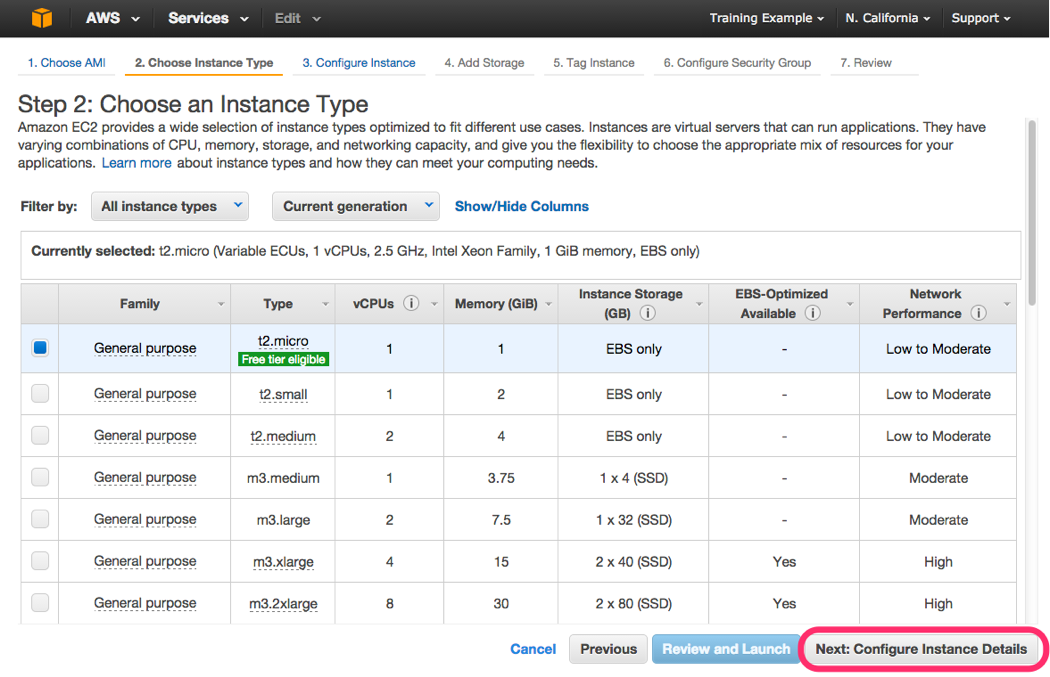 AWS Services Edit Training Example N. California Support
1. Choose AMI 2. Choose Instance Type 3. Configure Instance 4. Add Storage 5. Tag Instance 6. Configure Security Group 7. Review
Step 2: Choose an Instance Type
Amazon EC2 provides a wide selection of instance types optimized to fit different use cases. Instances are virtual servers that can run applications. They have
varying combinations of CPU, memory, storage, and networking capacity, and give you the flexibility to choose the appropriate mix of resources for your
applications. Learn more about instance types and how they can meet your computing needs.
Filter by: All instance types Current generation Show/Hide Columns
Currently selected: t2.micro (Variable ECUs, 1 vCPUs, 2.5 GHz, Intel Xeon Family, 1 GiB memory, EBS only)
Family Type vCPUs i Memory (GiB) Instance Storage (GB) i EBS-Optimized Available i Network Performance i
General purpose t2.micro Free tier eligible 1 1 EBS only - Low to Moderate
General purpose t2.small 1 2 EBS only - Low to Moderate
General purpose t2.medium 2 4 EBS only - Low to Moderate
General purpose m3.medium 1 3.75 1 x 4 (SSD) - Moderate
General purpose m3.large 2 7.5 1 x 32 (SSD) - Moderate
General purpose m3.xlarge 4 15 2 x 40 (SSD) Yes High
General purpose m3.2xlarge 8 30 2 x 80 (SSD) Yes High
Cancel Previous Review and Launch Next: Configure Instance Details